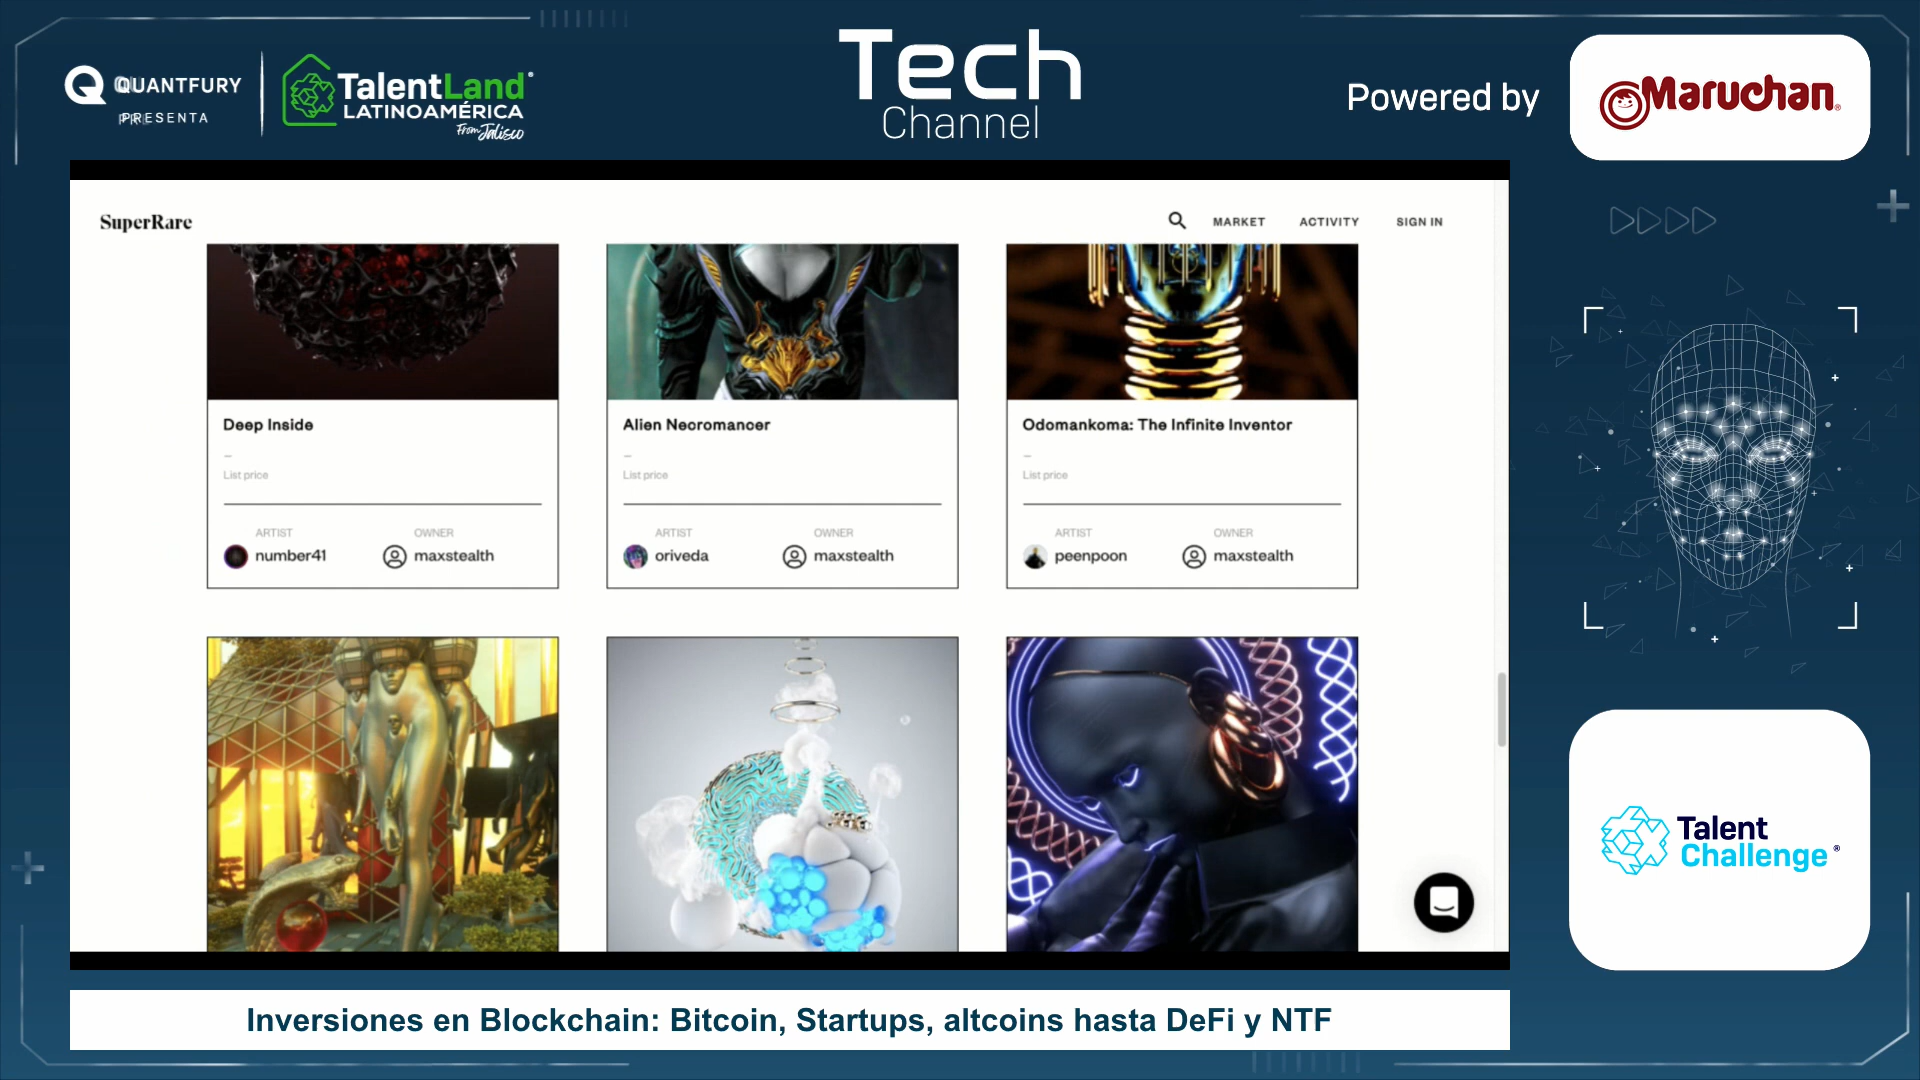 QUANTFURY
PRESENTA
TalentLand
LATINOAMÉRICA
From Jalisco
Tech
Channel
Powered by
Maruchan
SuperRare
MARKET
ACTIVITY
SIGN IN
Deep Inside
List price
ARTIST
OWNER
number41
maxstealth
Alien Necromancer
List price
ARTIST
OWNER
oriveda
maxstealth
Odomankoma: The Infinite Inventor
List price
ARTIST
OWNER
peenpoon
maxstealth
Talent
Challenge
Inversiones en Blockchain: Bitcoin, Startups, altcoins hasta DeFi y NTF